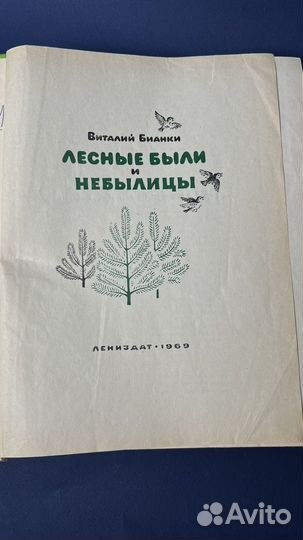 Виталий Бианки
ЛЕСНЫЕ БЫЛИ
и
НЕБЫЛИЦЫ
ЛЕНИЗДАТ • 1969
Avito